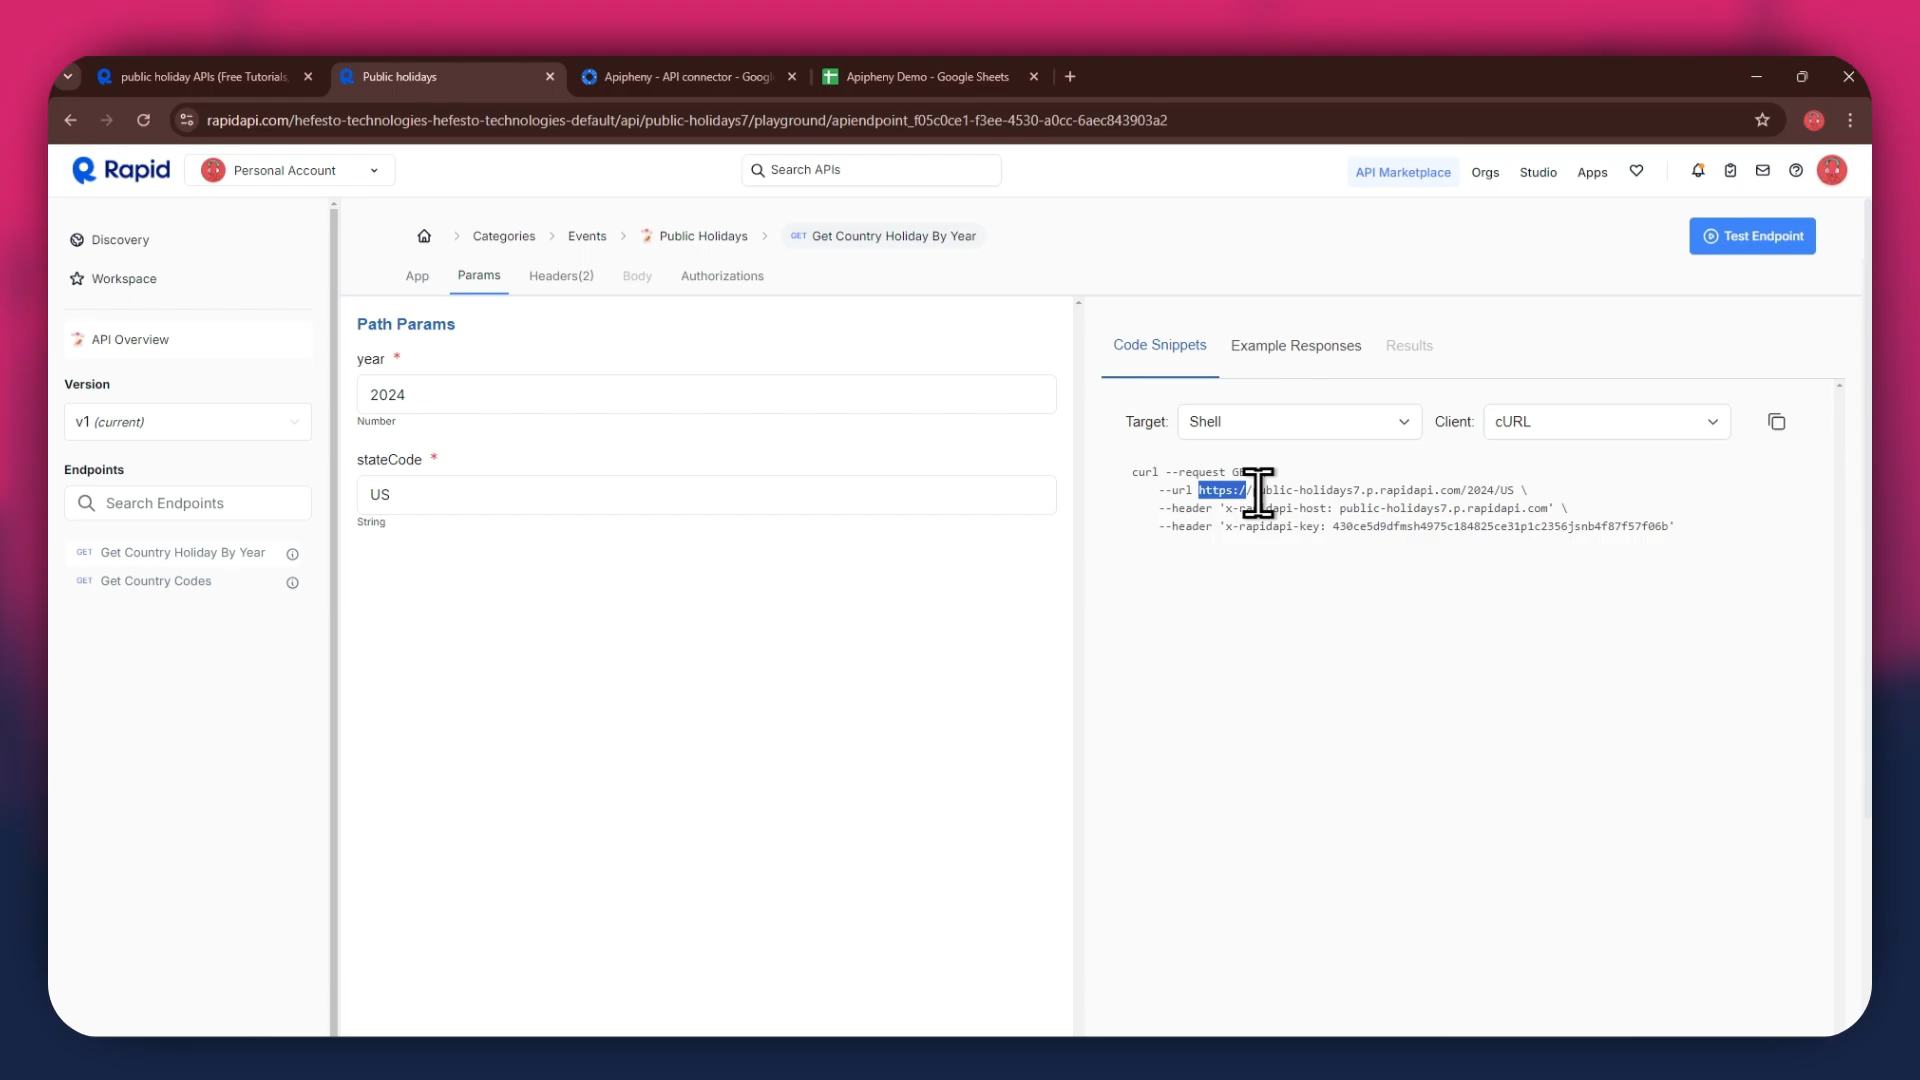 public holiday APIs (Free Tutorials,
Public holidays
Apipheny - API connector - Googl
Apipheny Demo - Google Sheets
rapidapi.com/hefesto-technologies-hefesto-technologies-default/api/public-holidays7/playground/apiendpoint_f05c0ce1-f3ee-4530-a0cc-6aec843903a2
Rapid
Personal Account
Search APIs
API Marketplace
Orgs
Studio
Apps
Discovery
Workspace
API Overview
Version
v1 (current)
Endpoints
Search Endpoints
GET Get Country Holiday By Year
GET Get Country Codes
Categories > Events > Public Holidays > GET Get Country Holiday By Year
Test Endpoint
App
Params
Headers(2)
Body
Authorizations
Path Params
year *
2024
Number
stateCode *
US
String
Code Snippets
Example Responses
Results
Target: Shell
Client: cURL
curl --request
--url https://public-holidays7.p.rapidapi.com/2024/US \
--header 'x-rapidapi-host: public-holidays7.p.rapidapi.com' \
--header 'x-rapidapi-key: 430ce5d9dfmsh4975c184825ce31p1c2356jsnb4f87f57f06b'